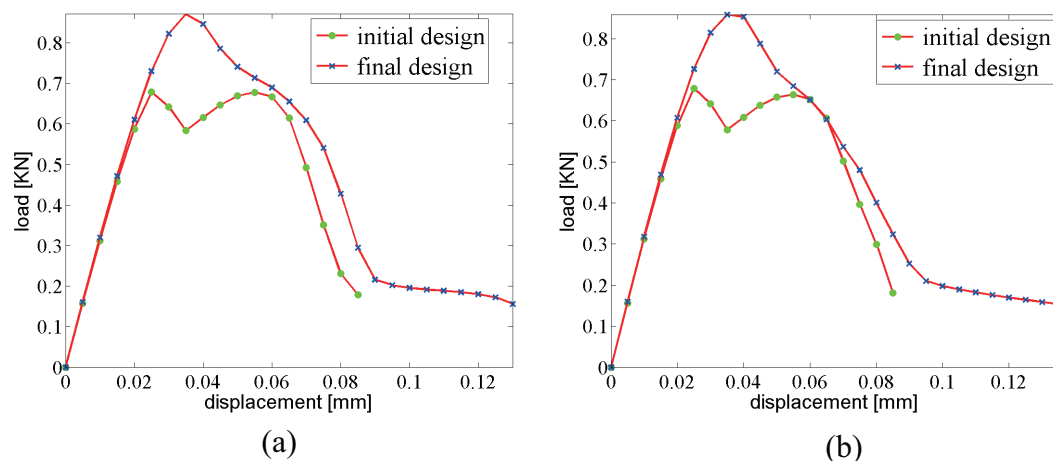 initial design
final design
0.8
0.7
0.6
0.5
0.4
0.3
0.2
0.1
0
load [KN]
0 0.02 0.04 0.06 0.08 0.1 0.12
displacement [mm]
(a)
initial design
final design
0.8
0.7
0.6
0.5
0.4
0.3
0.2
0.1
0
load [KN]
0 0.02 0.04 0.06 0.08 0.1 0.12
displacement [mm]
(b)